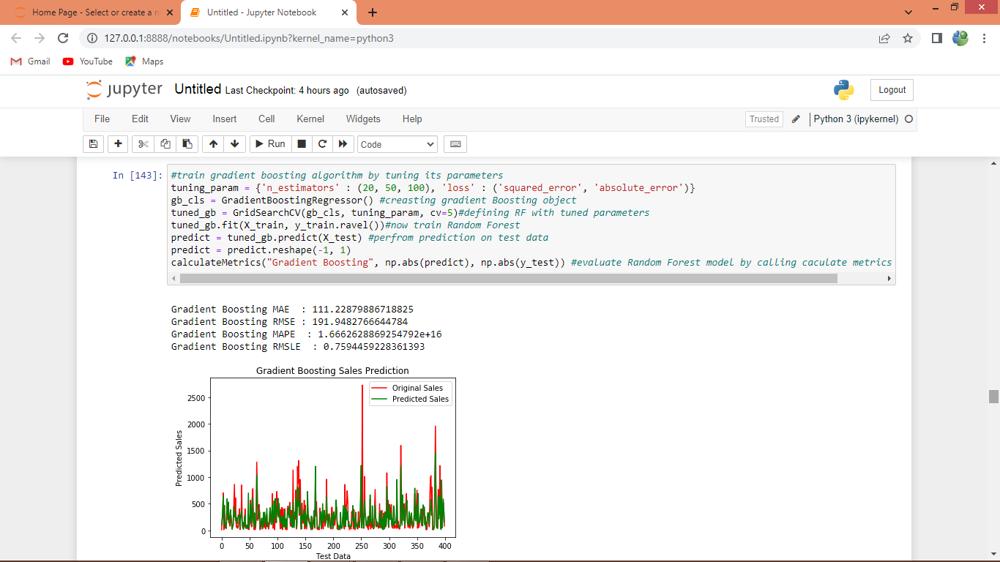 Home Page - Select or create a n
Untitled - Jupyter Notebook
127.0.0.1:8888/notebooks/Untitled.ipynb?kernel_name=python3
Gmail YouTube Maps
jupyter Untitled Last Checkpoint: 4 hours ago (autosaved)
Logout
File Edit View Insert Cell Kernel Widgets Help
Trusted Python 3 (ipykernel)
Run Code
In [143]:
#train gradient boosting algorithm by tuning its parameters
tuning_param = {'n_estimators' : (20, 50, 100), 'loss' : ('squared_error', 'absolute_error')}
gb_cls = GradientBoostingRegressor() #creasting gradient Boosting object
tuned_gb = GridSearchCV(gb_cls, tuning_param, cv=5)#defining RF with tuned parameters
tuned_gb.fit(X_train, y_train.ravel())#now train Random Forest
predict = tuned_gb.predict(X_test) #perfrom prediction on test data
predict = predict.reshape(-1, 1)
calculateMetrics("Gradient Boosting", np.abs(predict), np.abs(y_test)) #evaluate Random Forest model by calling caculate metrics
Gradient Boosting MAE : 111.22879886718825
Gradient Boosting RMSE : 191.9482766644784
Gradient Boosting MAPE : 1.6662628869254792e+16
Gradient Boosting RMSLE : 0.7594459228361393
Gradient Boosting Sales Prediction
Original Sales
Predicted Sales
2500
2000
1500
1000
500
0
Predicted Sales
0 50 100 150 200 250 300 350 400
Test Data